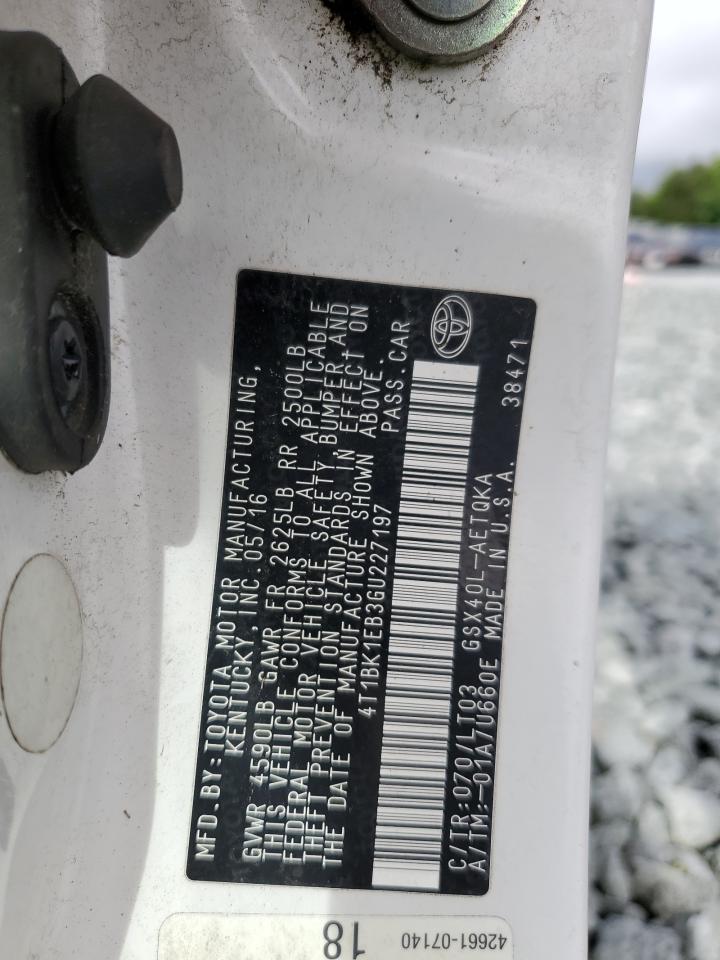 MFD.BY:TOYOTA MOTOR MANUFACTURING,
KENTUCKY, INC. 05/16
GVWR 4590LB GAWR FR 2625LB RR 2500LB
THIS VEHICLE CONFORMS TO ALL APPLICABLE
FEDERAL MOTOR VEHICLE SAFETY, BUMPER, AND
THEFT PREVENTION STANDARDS IN EFFECT ON
THE DATE OF MANUFACTURE SHOWN ABOVE.
4T1BK1EB3GU227197 PASS.CAR
C/TR:070/LT03 GSX40L-AETQKA 38471
A/TM:-01A/U660E MADE IN U.S.A.
42661-07140
18